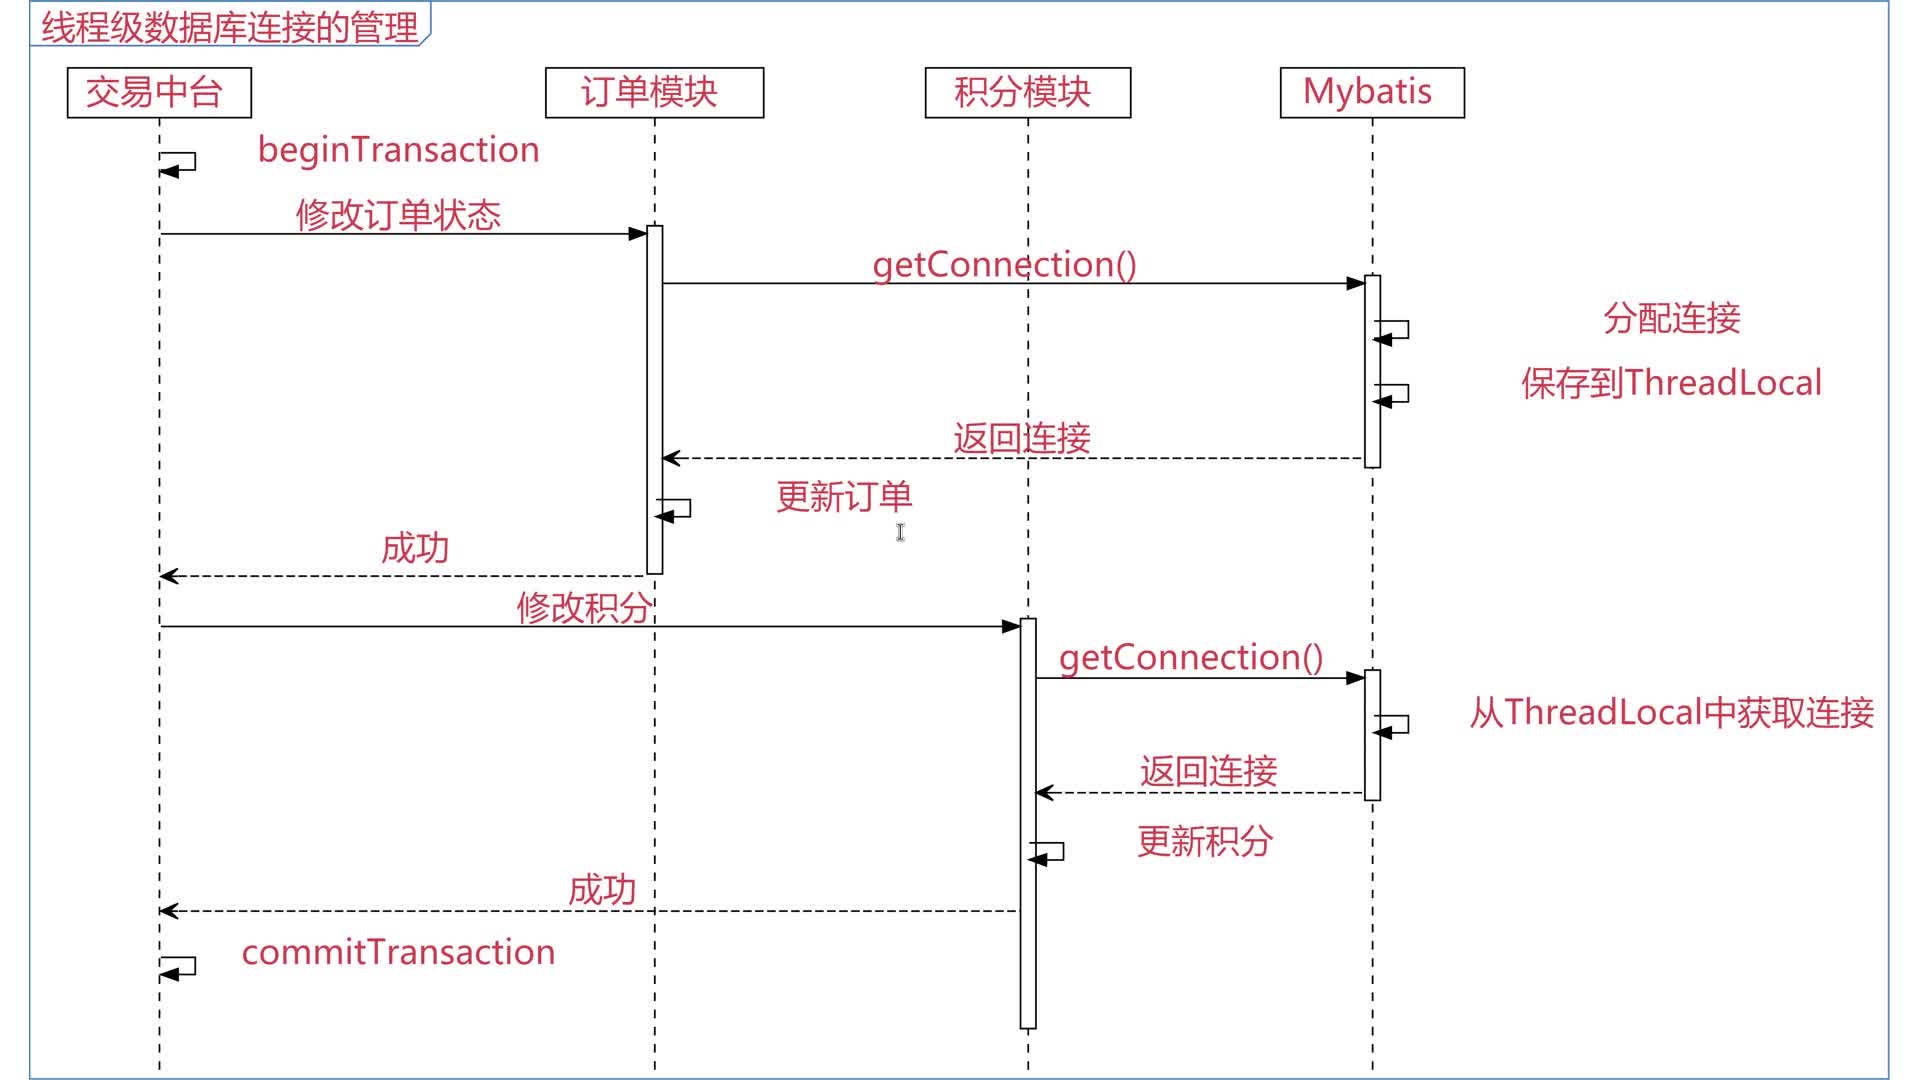 线程级数据库连接的管理
交易中台
订单模块
积分模块
Mybatis
beginTransaction
修改订单状态
getConnection()
分配连接
保存到ThreadLocal
返回连接
更新订单
成功
修改积分
getConnection()
从ThreadLocal中获取连接
返回连接
更新积分
成功
commitTransaction